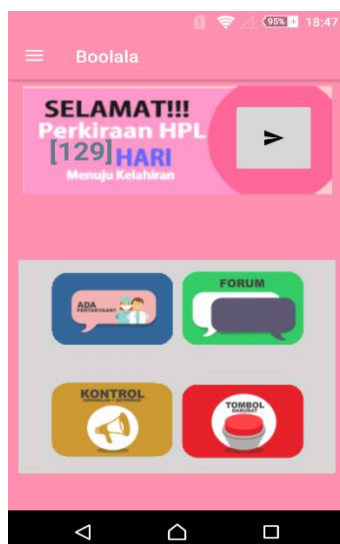 95%
18:47
Boolala
SELAMAT!!!
Perkiraan HPL
[129] HARI
Menuju Kelahiran
ADA
PERTANYAAN?
FORUM
KONTROL
TOMBOL
DARURAT